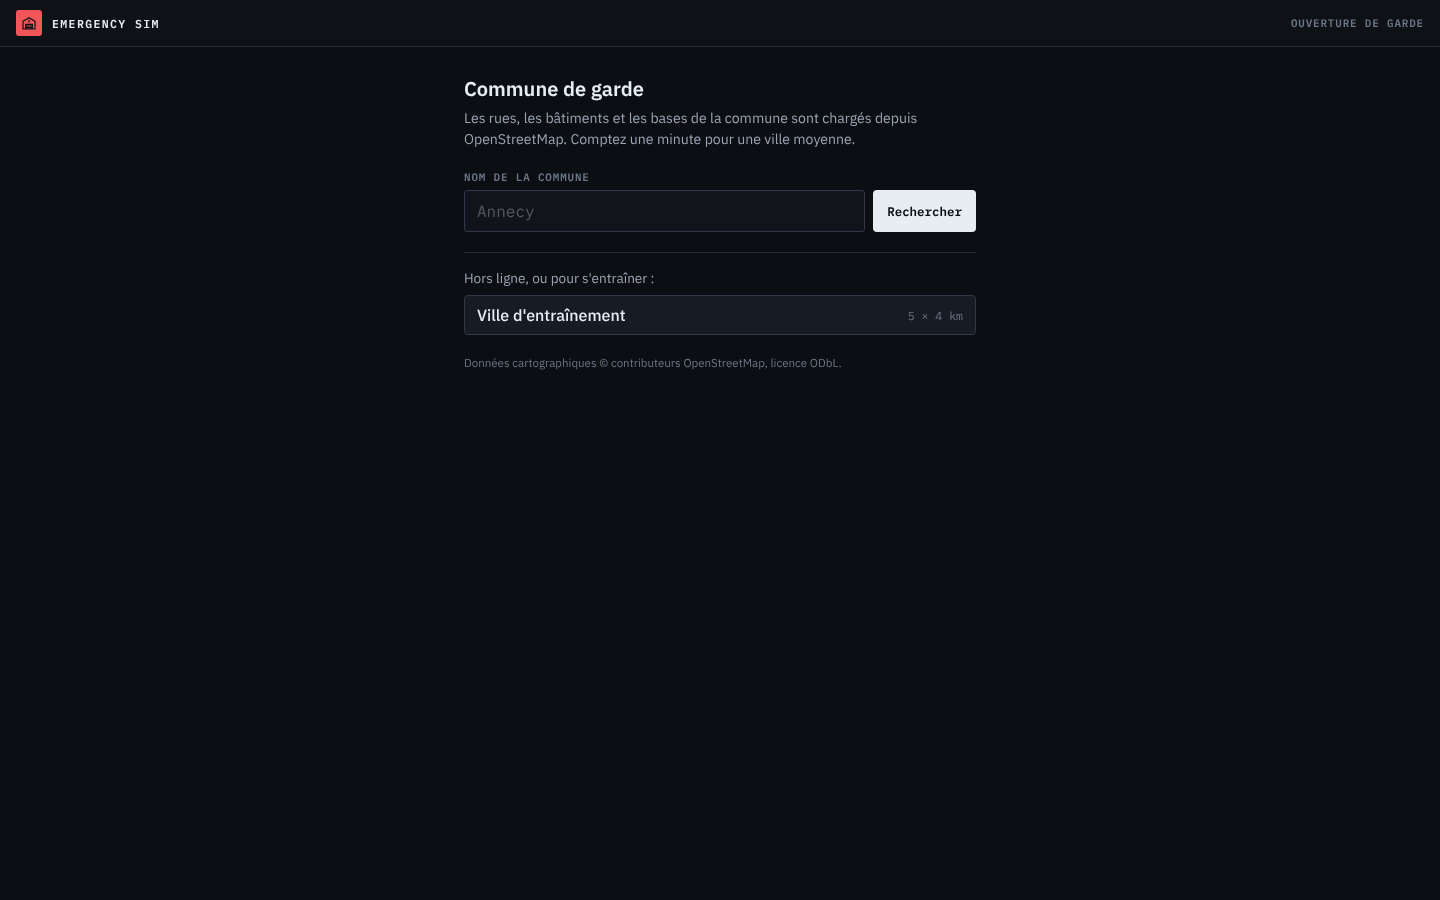 EMERGENCY SIM
OUVERTURE DE GARDE
Commune de garde
Les rues, les bâtiments et les bases de la commune sont chargés depuis
OpenStreetMap. Comptez une minute pour une ville moyenne.
NOM DE LA COMMUNE
Annecy
Rechercher
Hors ligne, ou pour s'entraîner :
Ville d'entraînement
5 × 4 km
Données cartographiques © contributeurs OpenStreetMap, licence ODbL.